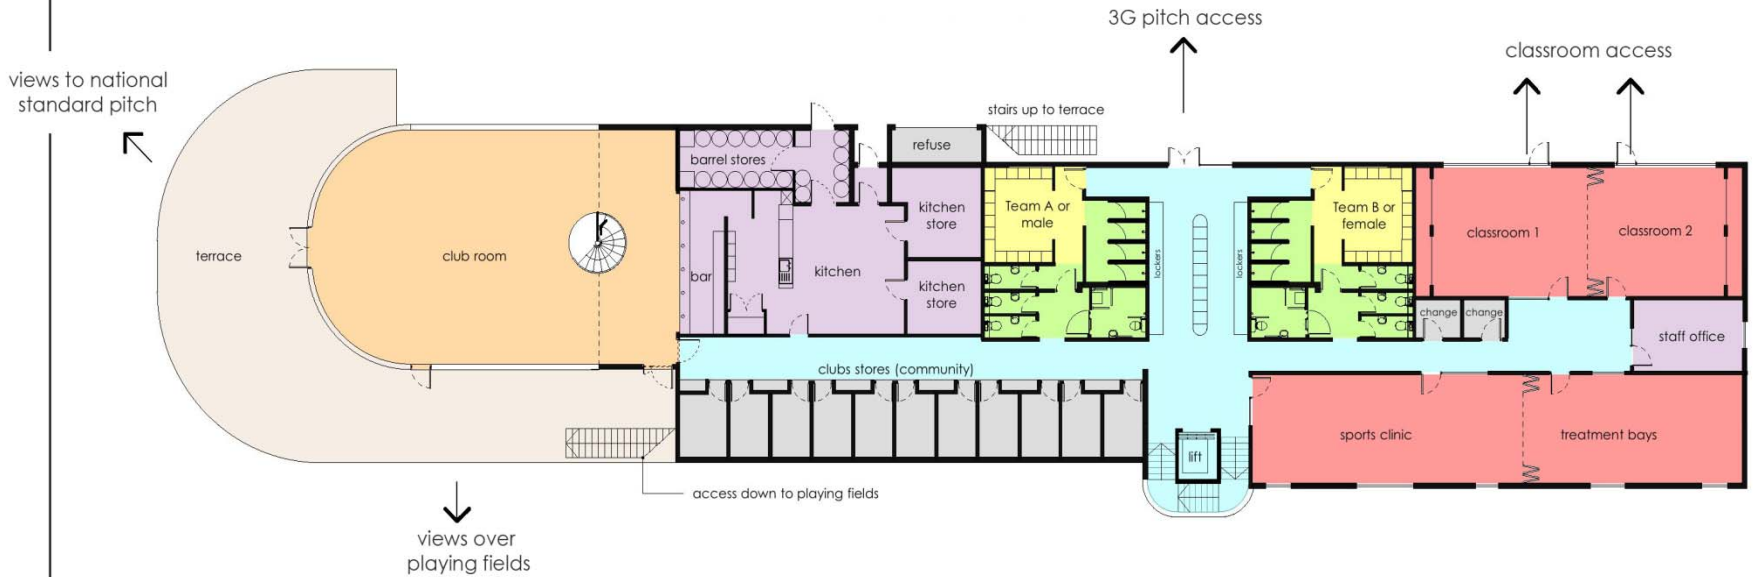 3G pitch access
classroom access
views to national
standard pitch
stairs up to terrace
refuse
barrel stores
Team A or
male
Team B or
female
kitchen
store
classroom 1
classroom 2
terrace
club room
bar
kitchen
lockers
lockers
kitchen
store
change
change
staff office
clubs stores (community)
sports clinic
treatment bays
lift
access down to playing fields
views over
playing fields